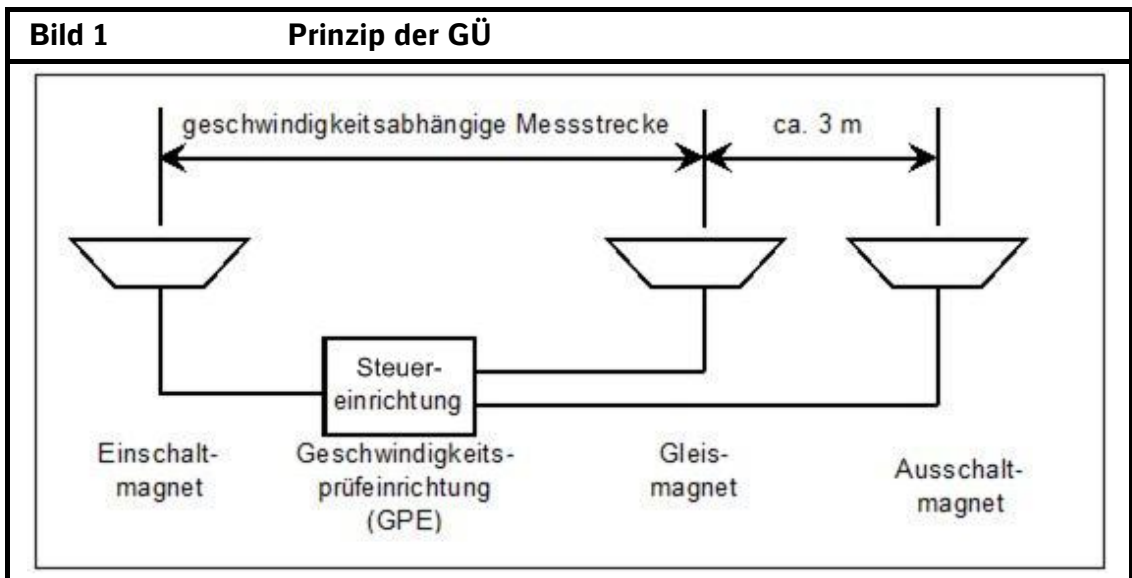 Bild 1 Prinzip der GÜ
geschwindigkeitsabhängige Messstrecke ca. 3 m
Steuer-
einrichtung
Einschalt-
magnet
Geschwindigkeits-
prüfeinrichtung
(GPE)
Gleis-
magnet
Ausschalt-
magnet